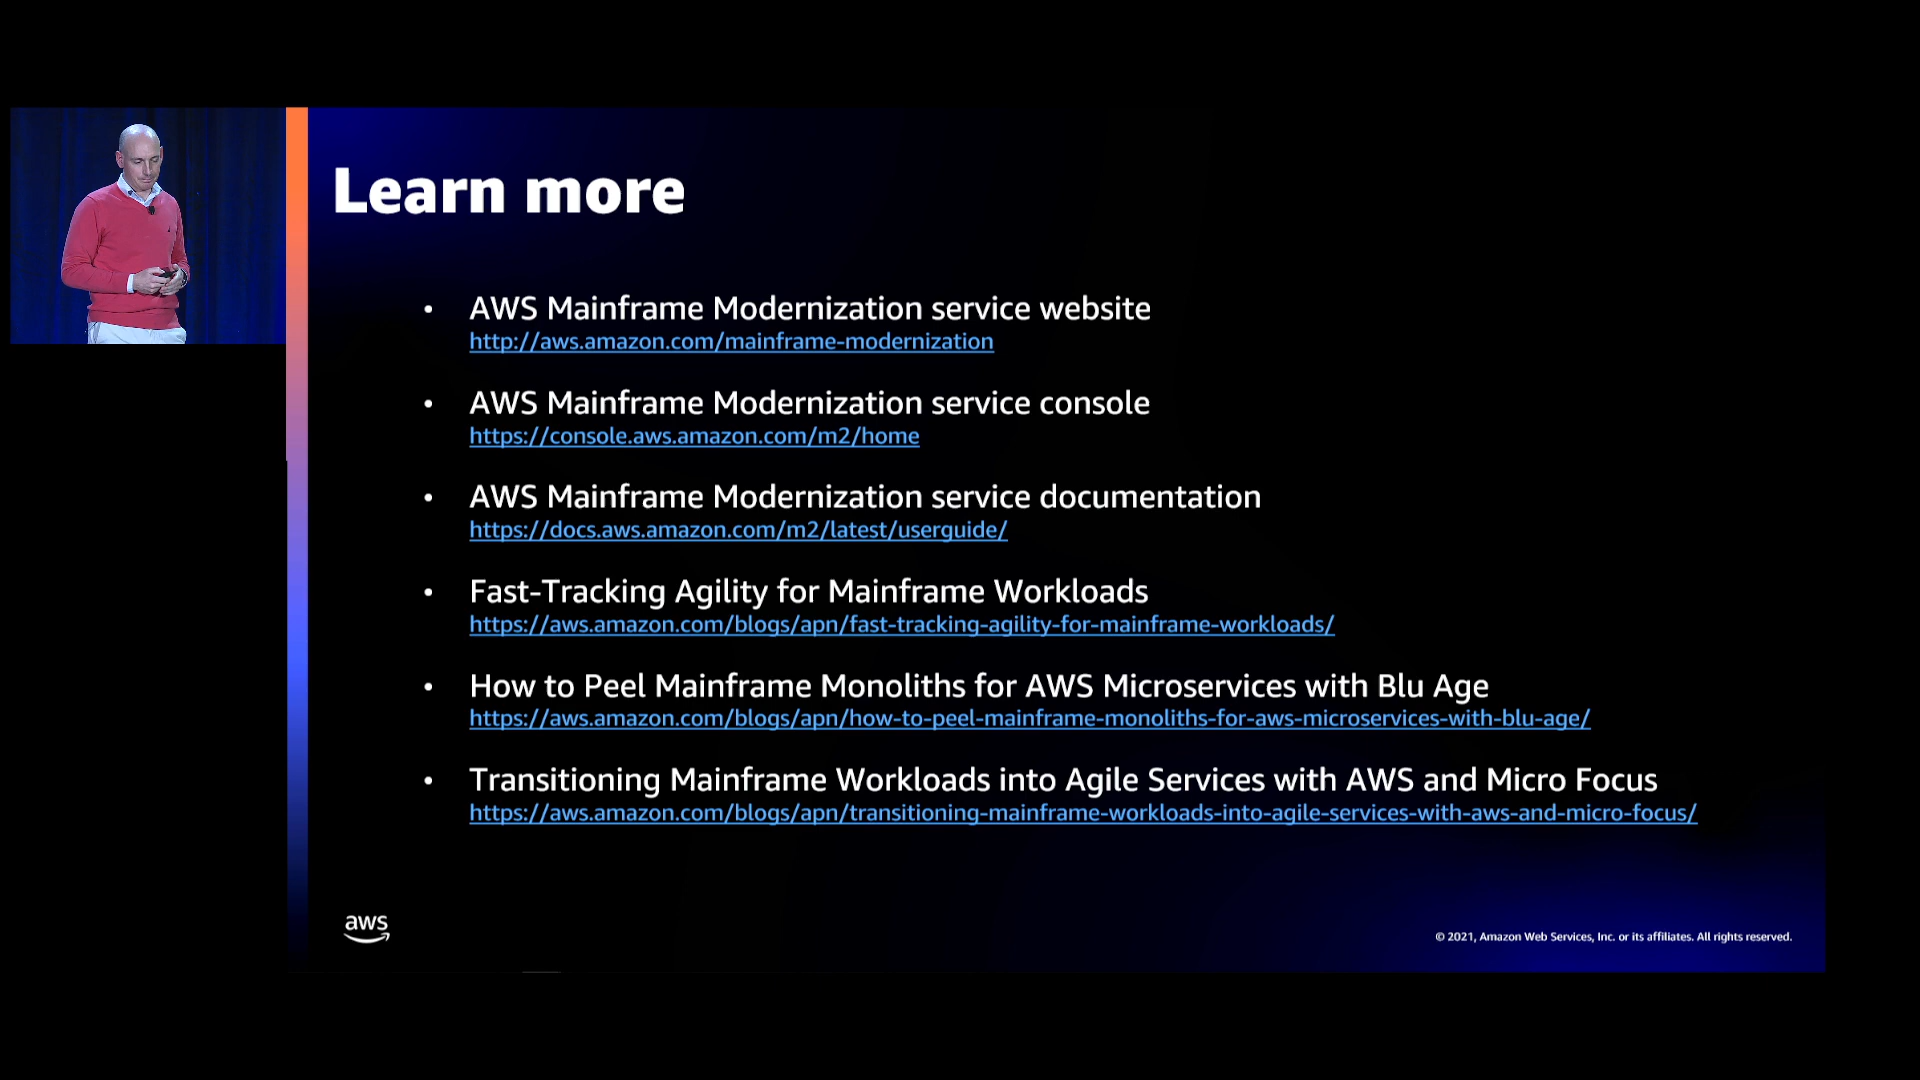 Learn more
• AWS Mainframe Modernization service website
http://aws.amazon.com/mainframe-modernization
• AWS Mainframe Modernization service console
https://console.aws.amazon.com/m2/home
• AWS Mainframe Modernization service documentation
https://docs.aws.amazon.com/m2/latest/userguide/
• Fast-Tracking Agility for Mainframe Workloads
https://aws.amazon.com/blogs/apn/fast-tracking-agility-for-mainframe-workloads/
• How to Peel Mainframe Monoliths for AWS Microservices with Blu Age
https://aws.amazon.com/blogs/apn/how-to-peel-mainframe-monoliths-for-aws-microservices-with-blu-age/
• Transitioning Mainframe Workloads into Agile Services with AWS and Micro Focus
https://aws.amazon.com/blogs/apn/transitioning-mainframe-workloads-into-agile-services-with-aws-and-micro-focus/
aws
© 2021, Amazon Web Services, Inc. or its affiliates. All rights reserved.